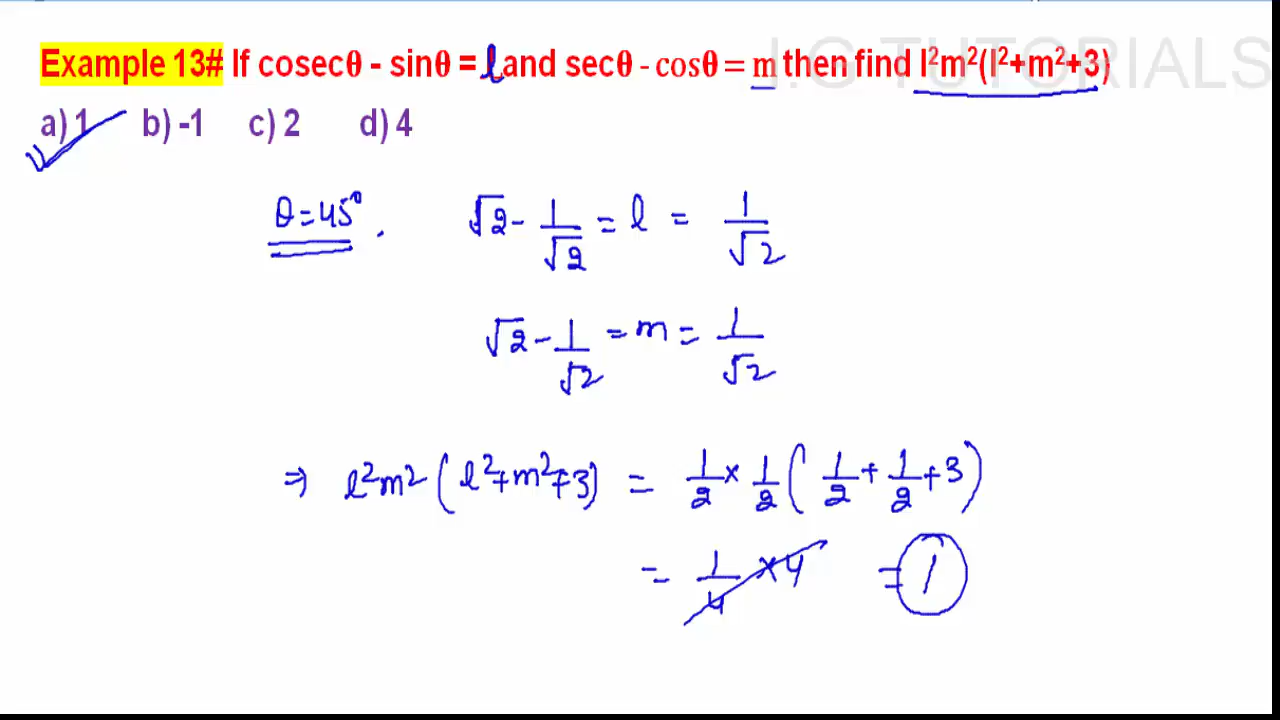 Example 13# If cosecθ - sinθ = l and secθ - cosθ = m then find l²m²(l²+m²+3)
J.G TUTORIALS
a) 1 b) -1 c) 2 d) 4
θ = 45° . √2 - 1/√2 = l = 1/√2
√2 - 1/√2 = m = 1/√2
⇒ l²m² (l²+m²+3) = 1/2 × 1/2 (1/2 + 1/2 + 3)
= 1/4 × 4 = 1